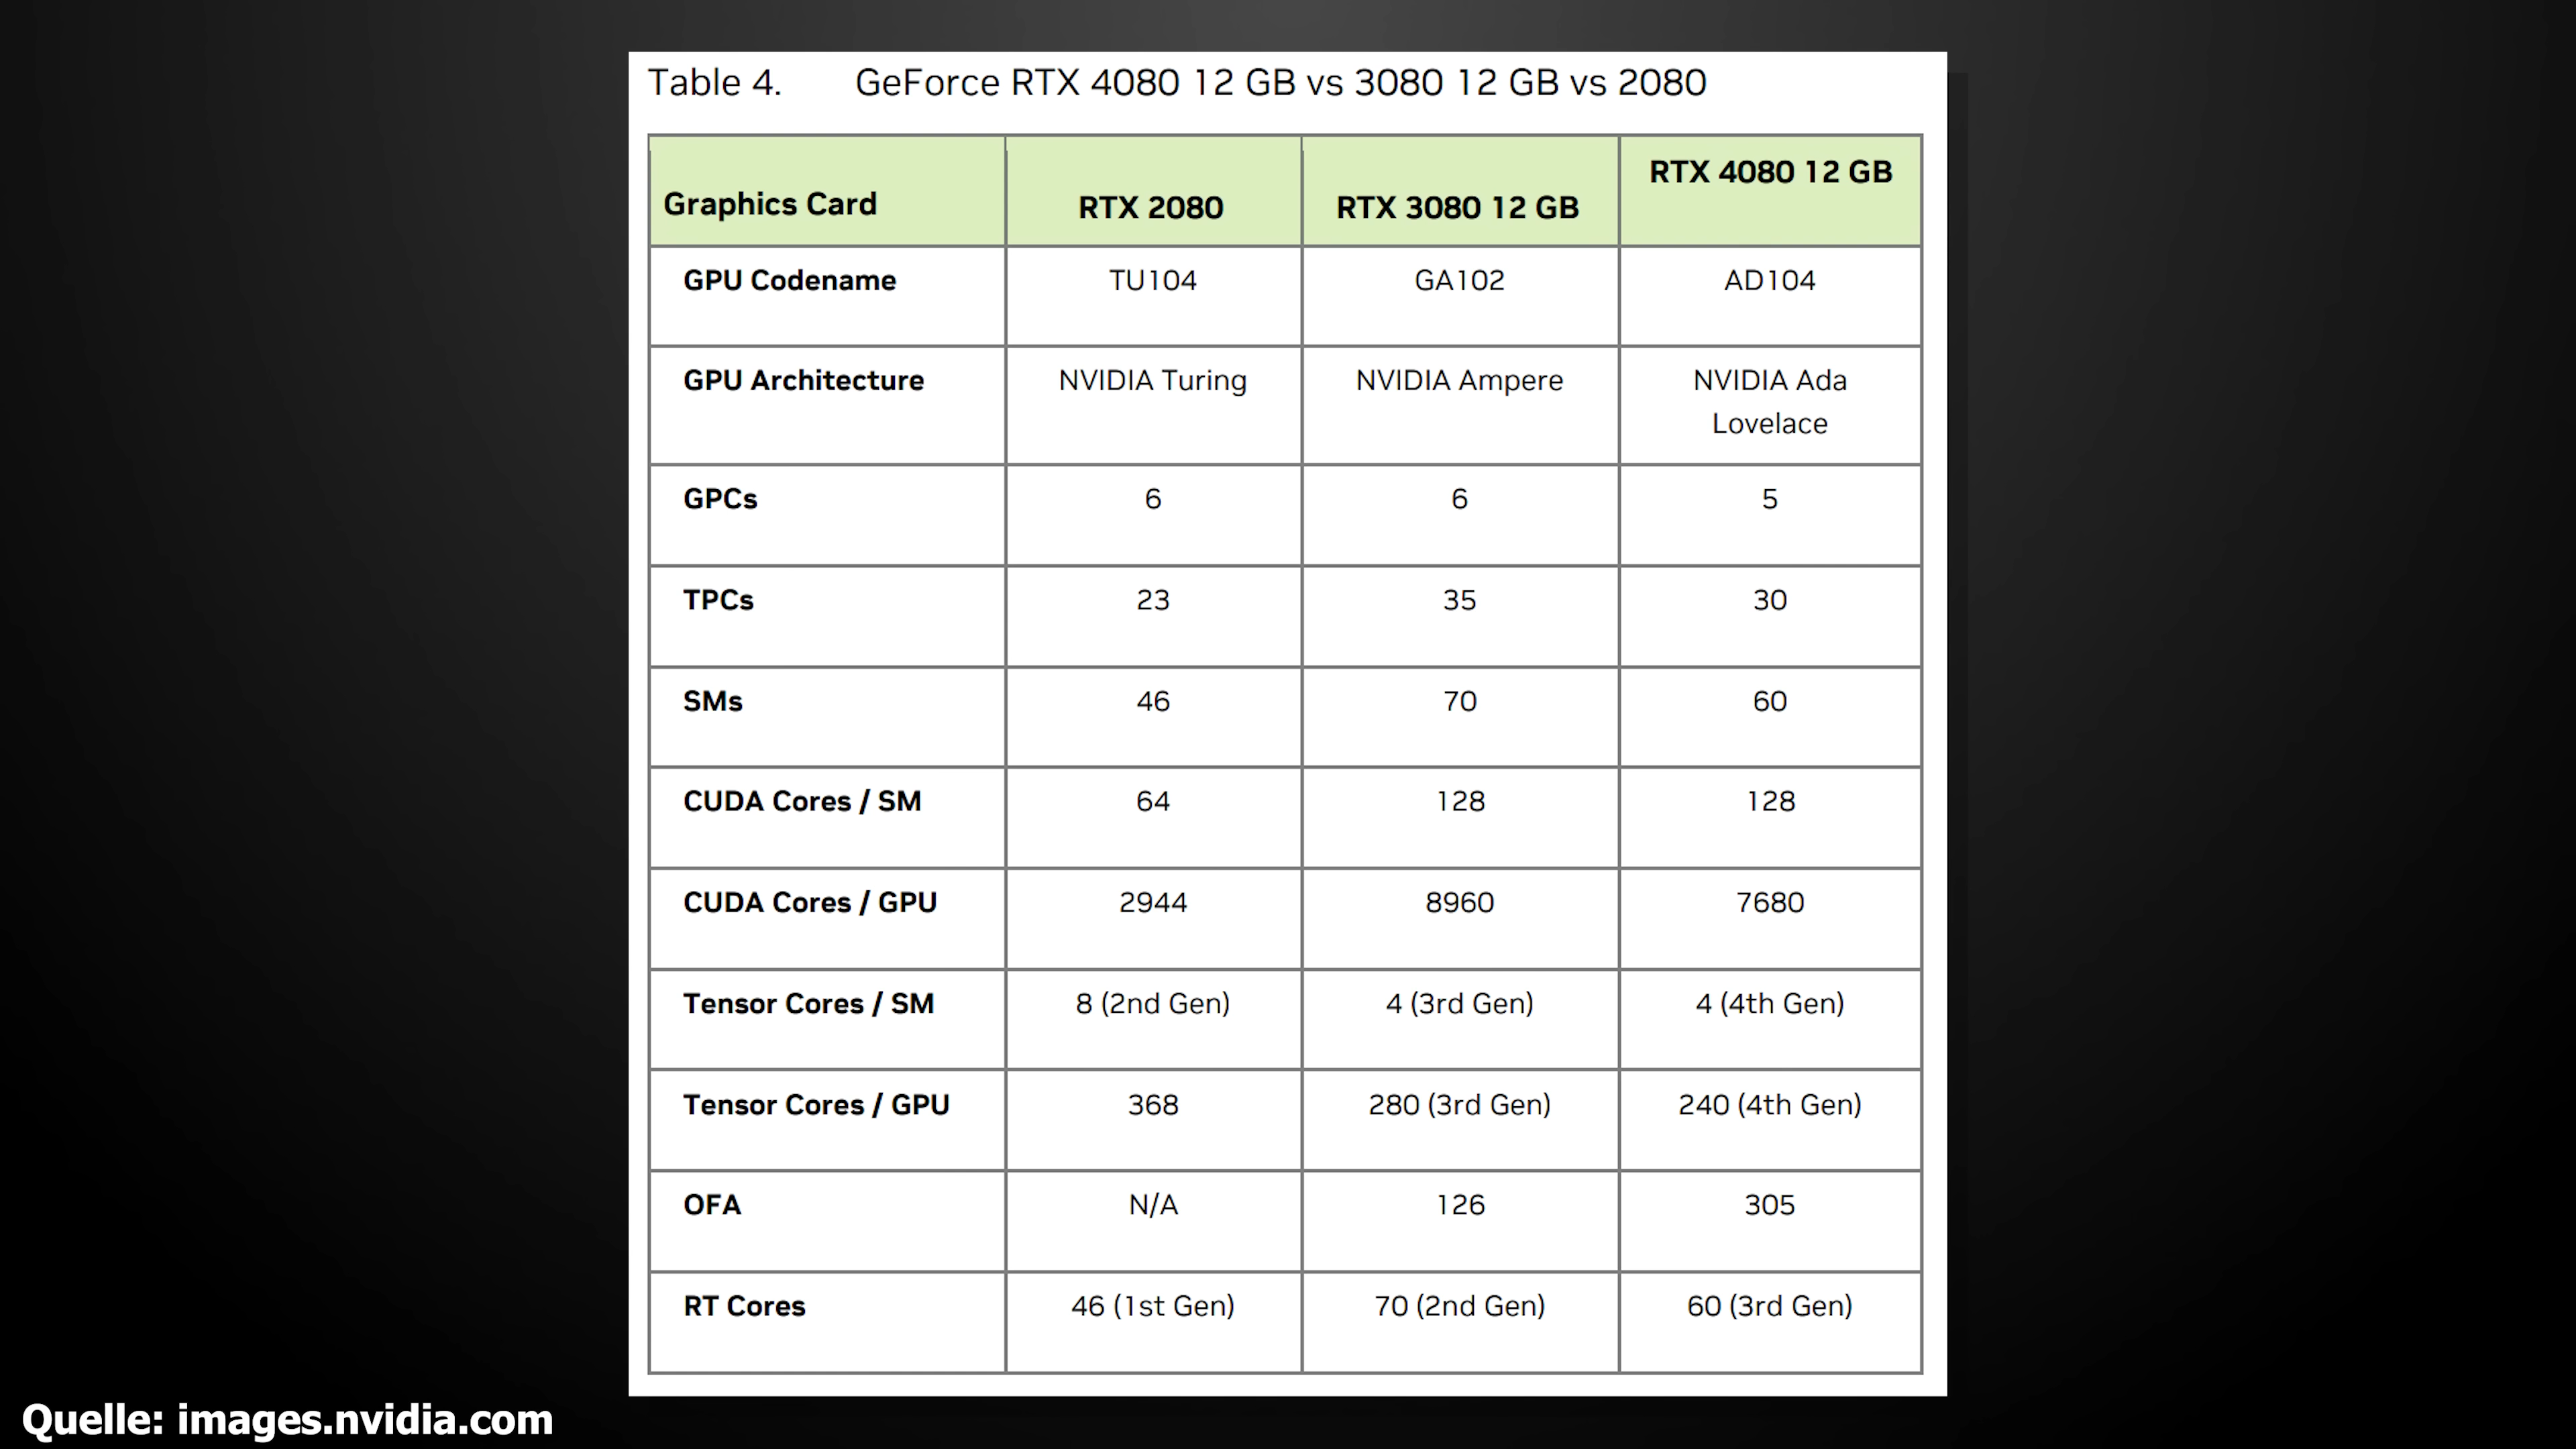 Table 4. GeForce RTX 4080 12 GB vs 3080 12 GB vs 2080
Graphics Card RTX 2080 RTX 3080 12 GB RTX 4080 12 GB
GPU Codename TU104 GA102 AD104
GPU Architecture NVIDIA Turing NVIDIA Ampere NVIDIA Ada
Lovelace
GPCs 6 6 5
TPCs 23 35 30
SMs 46 70 60
CUDA Cores / SM 64 128 128
CUDA Cores / GPU 2944 8960 7680
Tensor Cores / SM 8 (2nd Gen) 4 (3rd Gen) 4 (4th Gen)
Tensor Cores / GPU 368 280 (3rd Gen) 240 (4th Gen)
OFA N/A 126 305
RT Cores 46 (1st Gen) 70 (2nd Gen) 60 (3rd Gen)
Quelle: images.nvidia.com